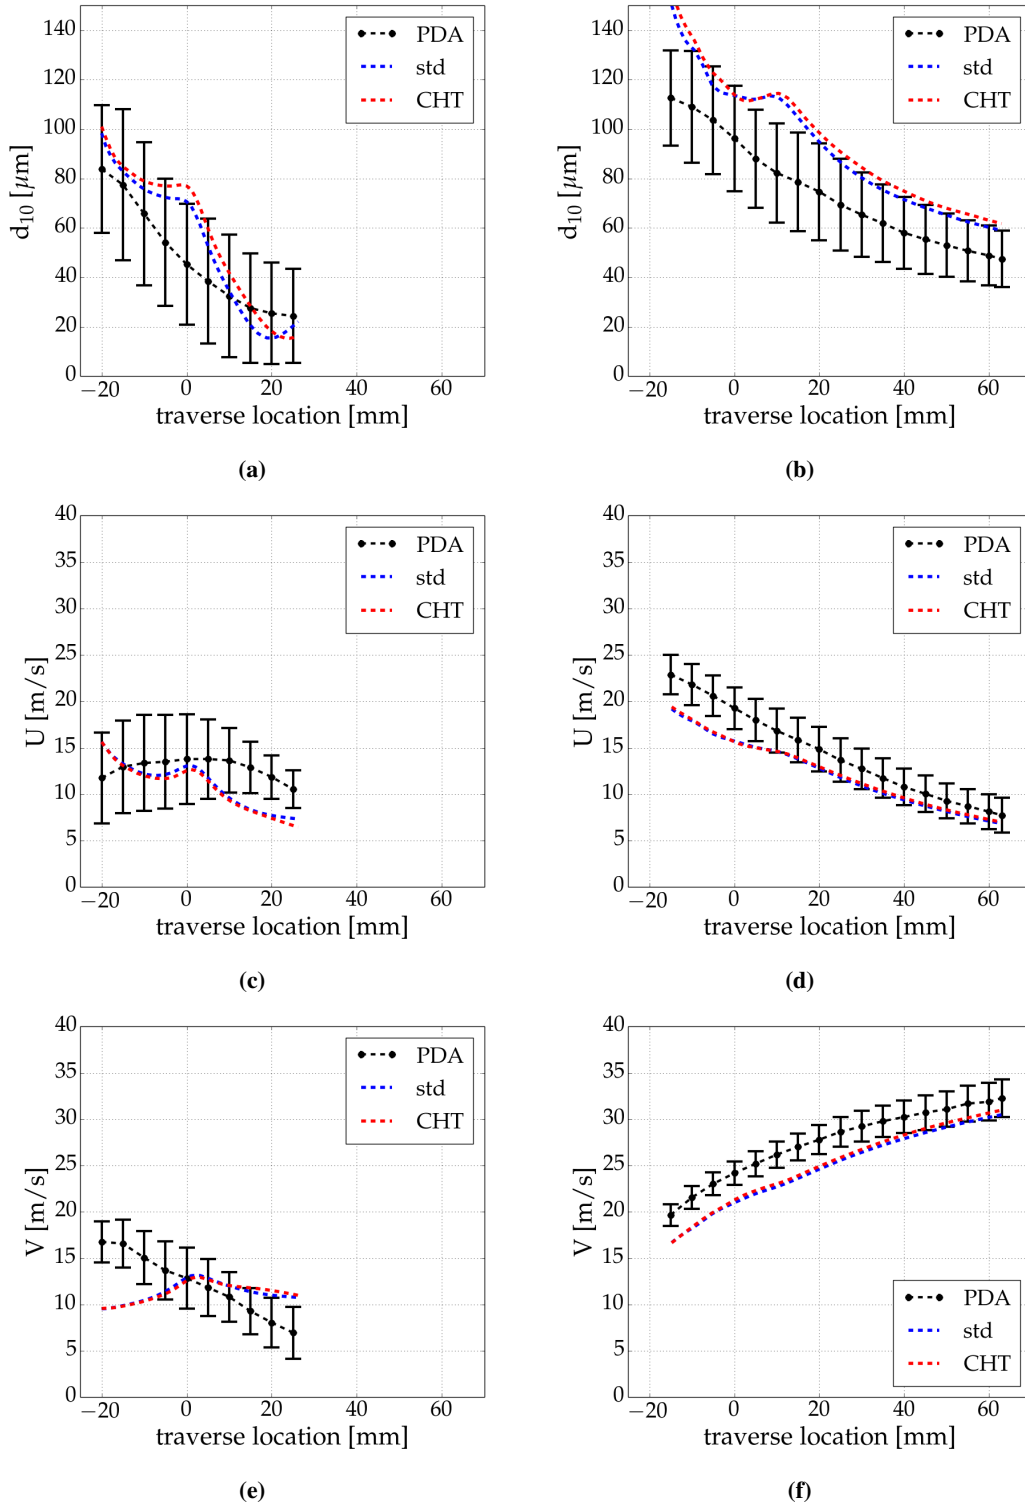 140
120
100
80
60
40
20
0
d10 [μm]
PDA
std
CHT
−20 0 20 40 60
traverse location [mm]
(a)
140
120
100
80
60
40
20
0
d10 [μm]
PDA
std
CHT
−20 0 20 40 60
traverse location [mm]
(b)
40
35
30
25
20
15
10
5
0
U [m/s]
PDA
std
CHT
−20 0 20 40 60
traverse location [mm]
(c)
40
35
30
25
20
15
10
5
0
U [m/s]
PDA
std
CHT
−20 0 20 40 60
traverse location [mm]
(d)
40
35
30
25
20
15
10
5
0
V [m/s]
PDA
std
CHT
−20 0 20 40 60
traverse location [mm]
(e)
40
35
30
25
20
15
10
5
0
V [m/s]
PDA
std
CHT
−20 0 20 40 60
traverse location [mm]
(f)